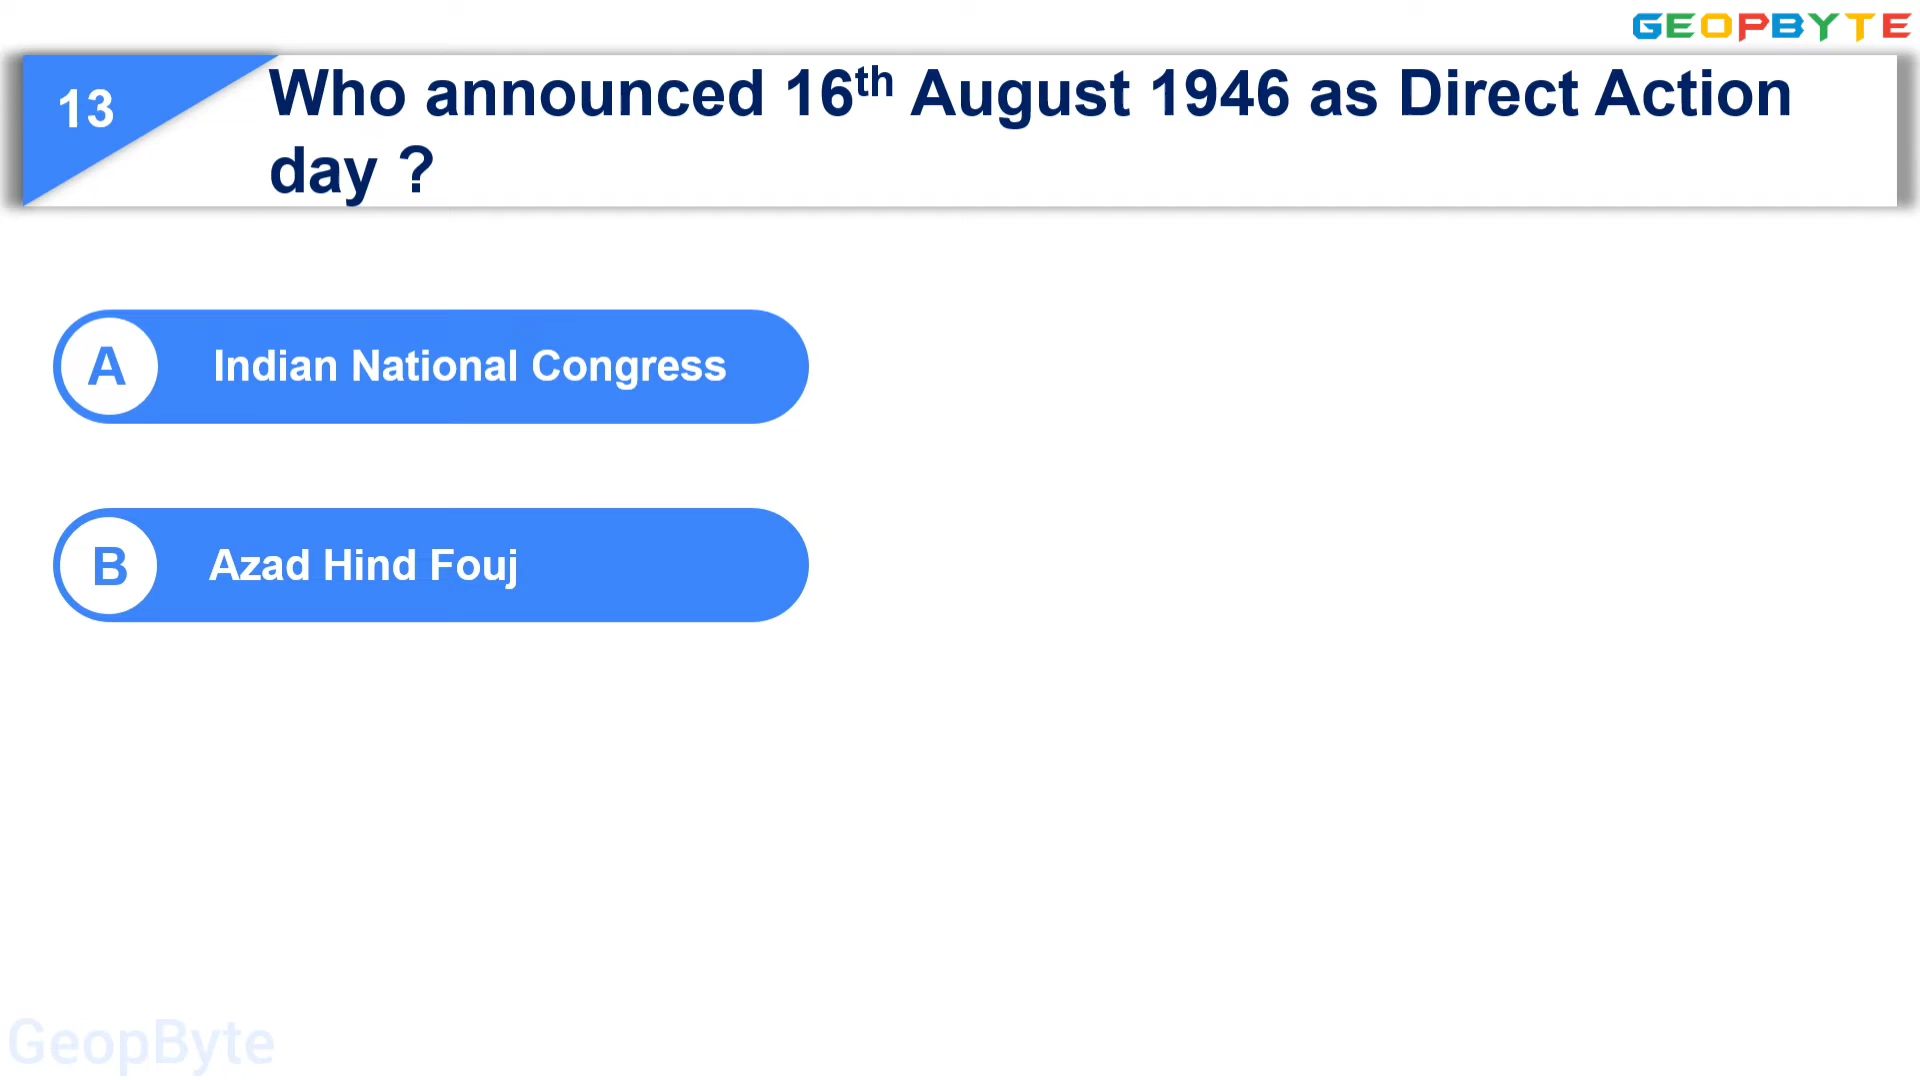 GEOPBYTE
13
Who announced 16th August 1946 as Direct Action
day ?
A Indian National Congress
B Azad Hind Fouj
GeopByte